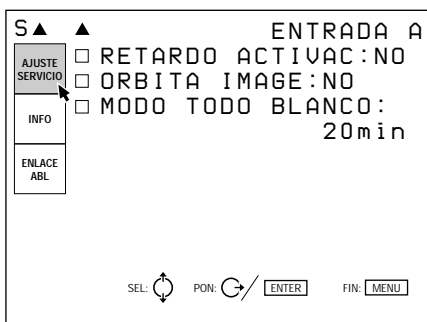 S▲ ▲ ENTRADA A
AJUSTE
SERVICIO
□ RETARDO ACTIVAC:NO
□ ORBITA IMAGE:NO
□ MODO TODO BLANCO:
20min
INFO
ENLACE
ABL
SEL: PON: / ENTER FIN: MENU